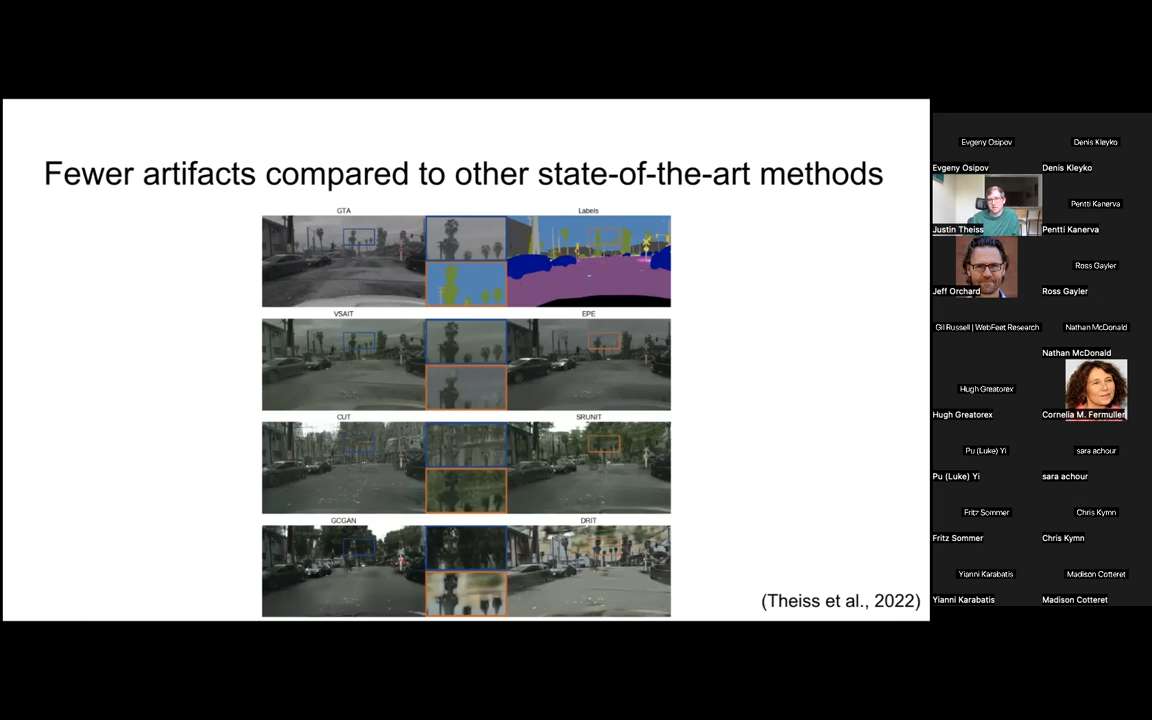 Fewer artifacts compared to other state-of-the-art methods
GTA
Labels
VSAIT
EPE
CUT
SRUNIT
GCGAN
DRIT
(Theiss et al., 2022)
Evgeny Osipov
Denis Kleyko
Evgeny Osipov
Denis Kleyko
Pentti Kanerva
Justin Theiss
Pentti Kanerva
Ross Gayler
Jeff Orchard
Ross Gayler
Gil Russell | WebFeet Research
Nathan McDonald
Nathan McDonald
Hugh Greatorex
Hugh Greatorex
Cornelia M. Fermuller
Pu (Luke) Yi
sara achour
Pu (Luke) Yi
sara achour
Fritz Sommer
Chris Kymn
Fritz Sommer
Chris Kymn
Yianni Karabatis
Madison Cotteret
Yianni Karabatis
Madison Cotteret